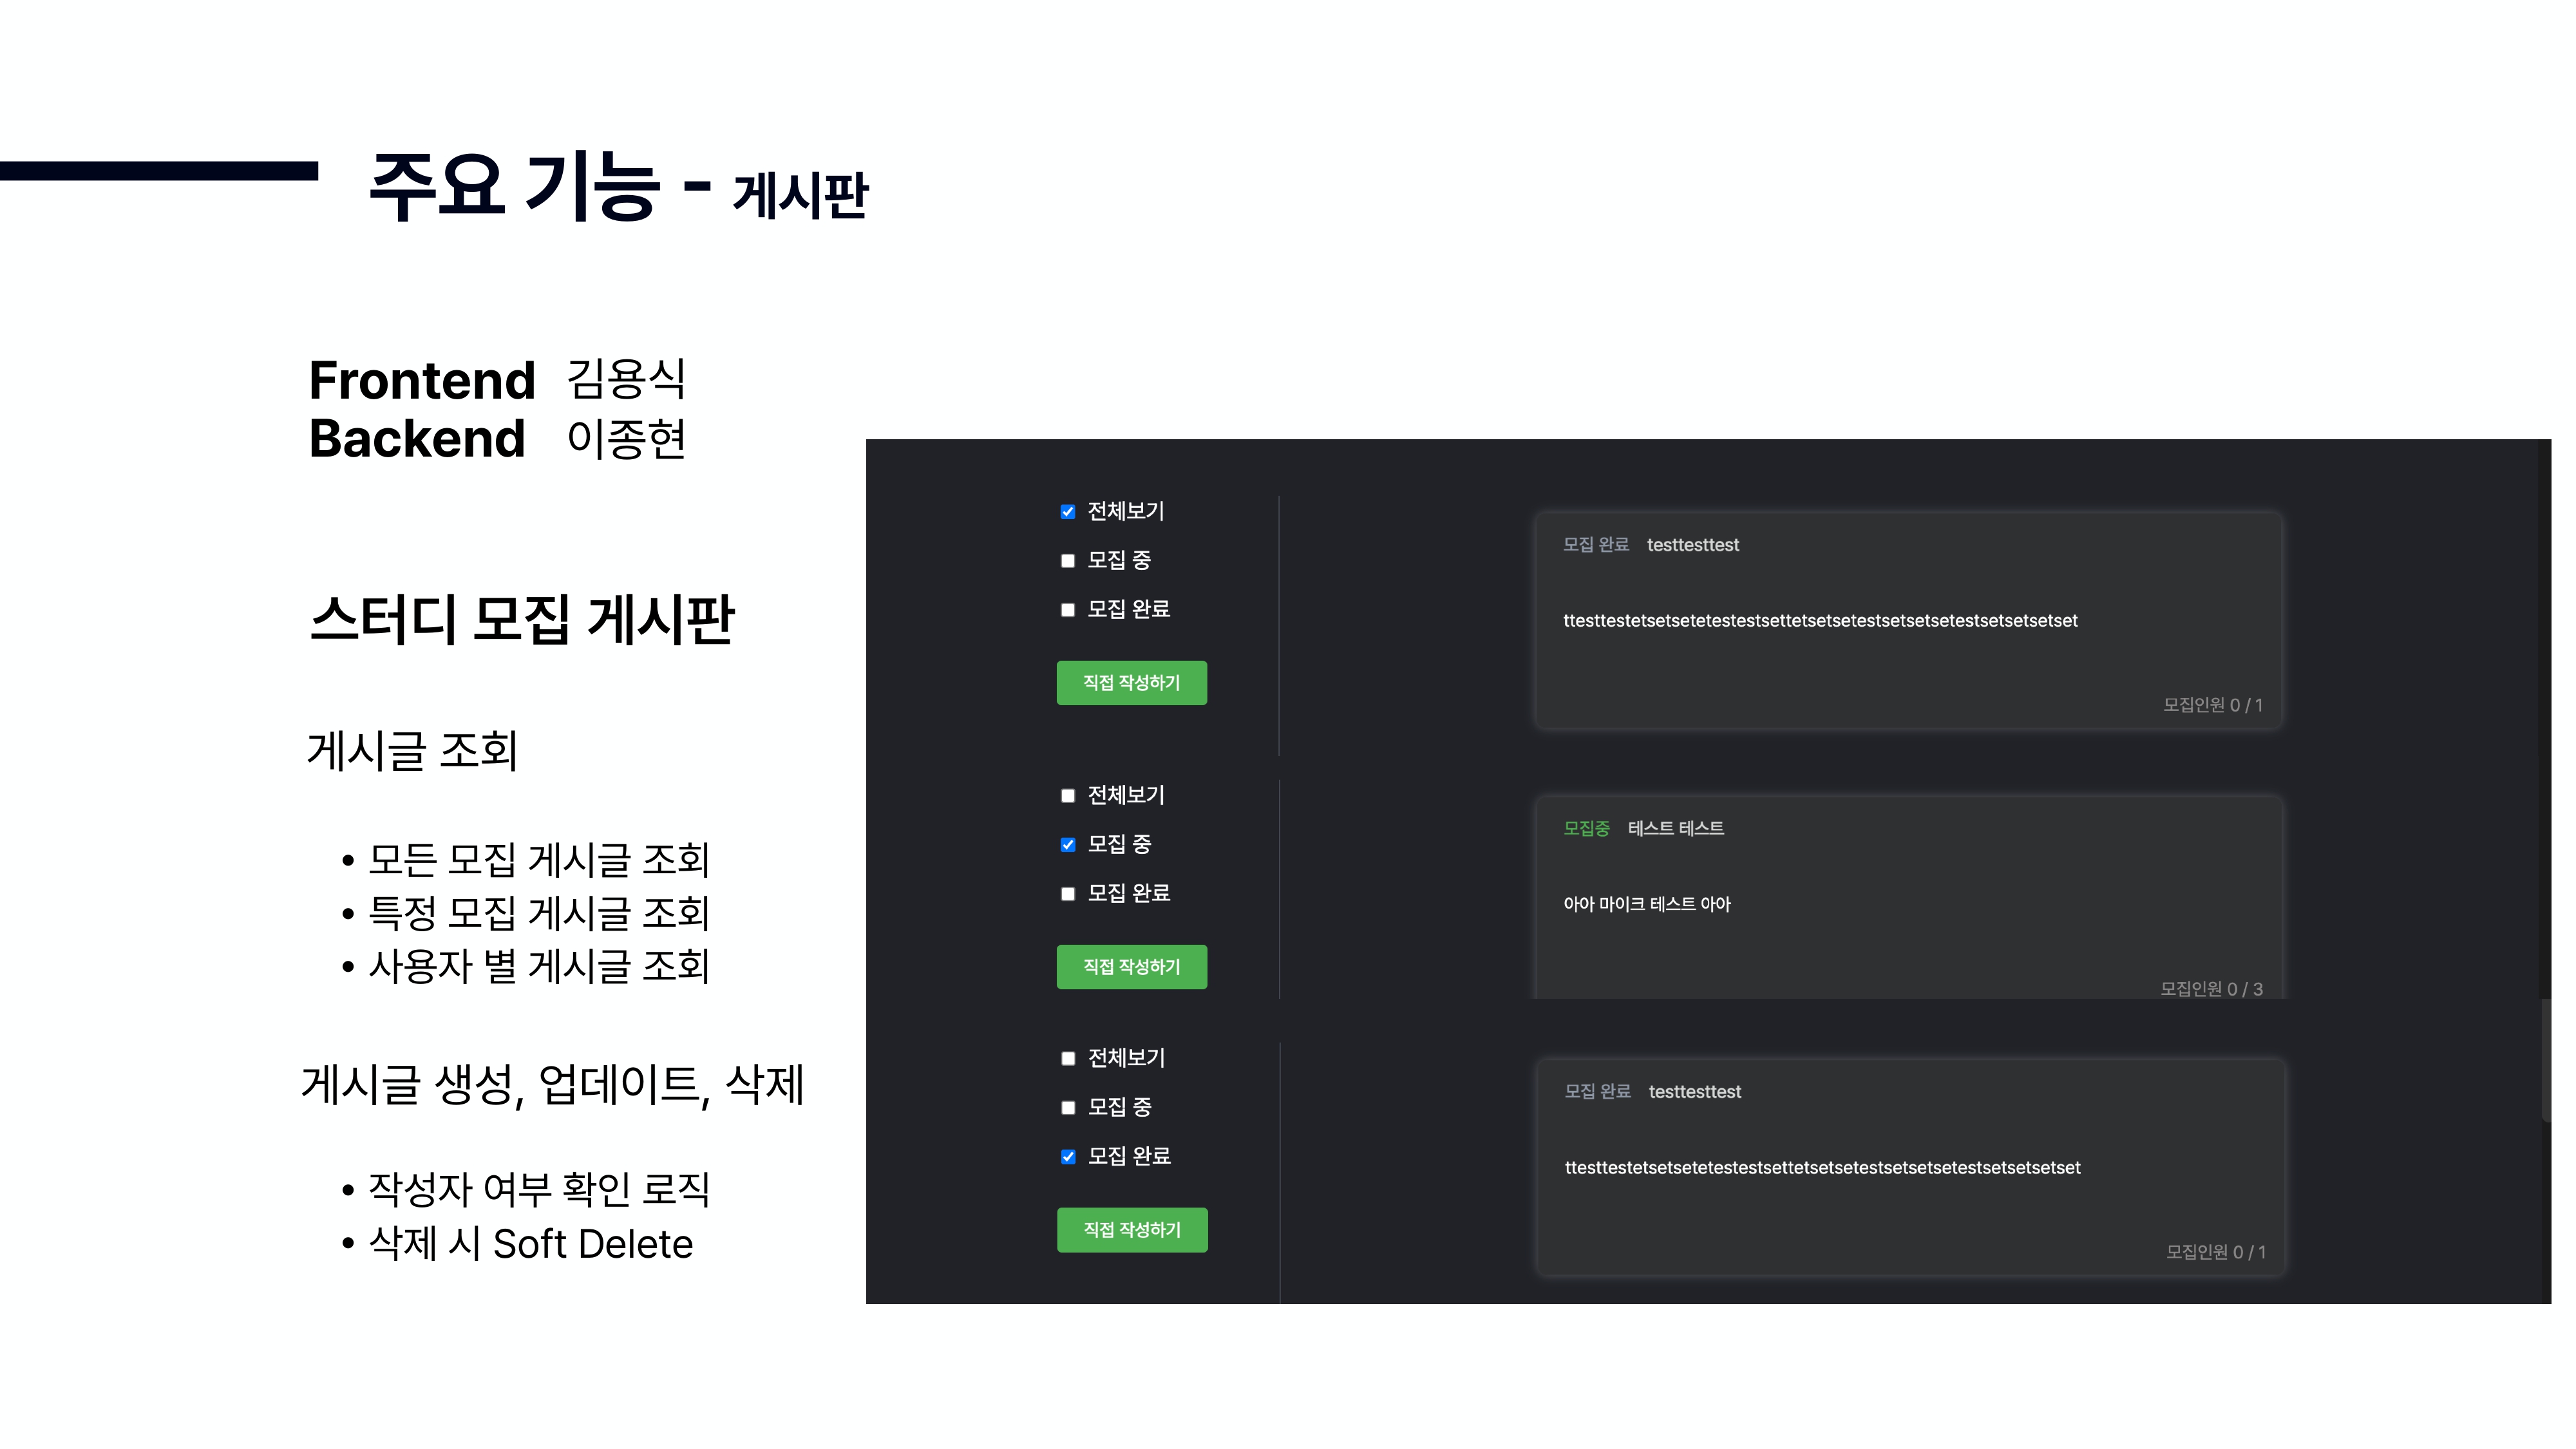 주요 기능 - 게시판
Frontend 김용식
Backend 이종현
스터디 모집 게시판
게시글 조회
• 모든 모집 게시글 조회
• 특정 모집 게시글 조회
• 사용자 별 게시글 조회
게시글 생성, 업데이트, 삭제
• 작성자 여부 확인 로직
• 삭제 시 Soft Delete
전체보기
모집 중
모집 완료
직접 작성하기
모집 완료 testtesttest
ttesttestetsetsetetestestsettetsetsetestsetsetsetestsetsetsetset
모집인원 0 / 1
전체보기
모집 중
모집 완료
직접 작성하기
모집중 테스트 테스트
아아 마이크 테스트 아아
모집인원 0 / 3
전체보기
모집 중
모집 완료
직접 작성하기
모집 완료 testtesttest
ttesttestetsetsetetestestsettetsetsetestsetsetsetestsetsetsetset
모집인원 0 / 1